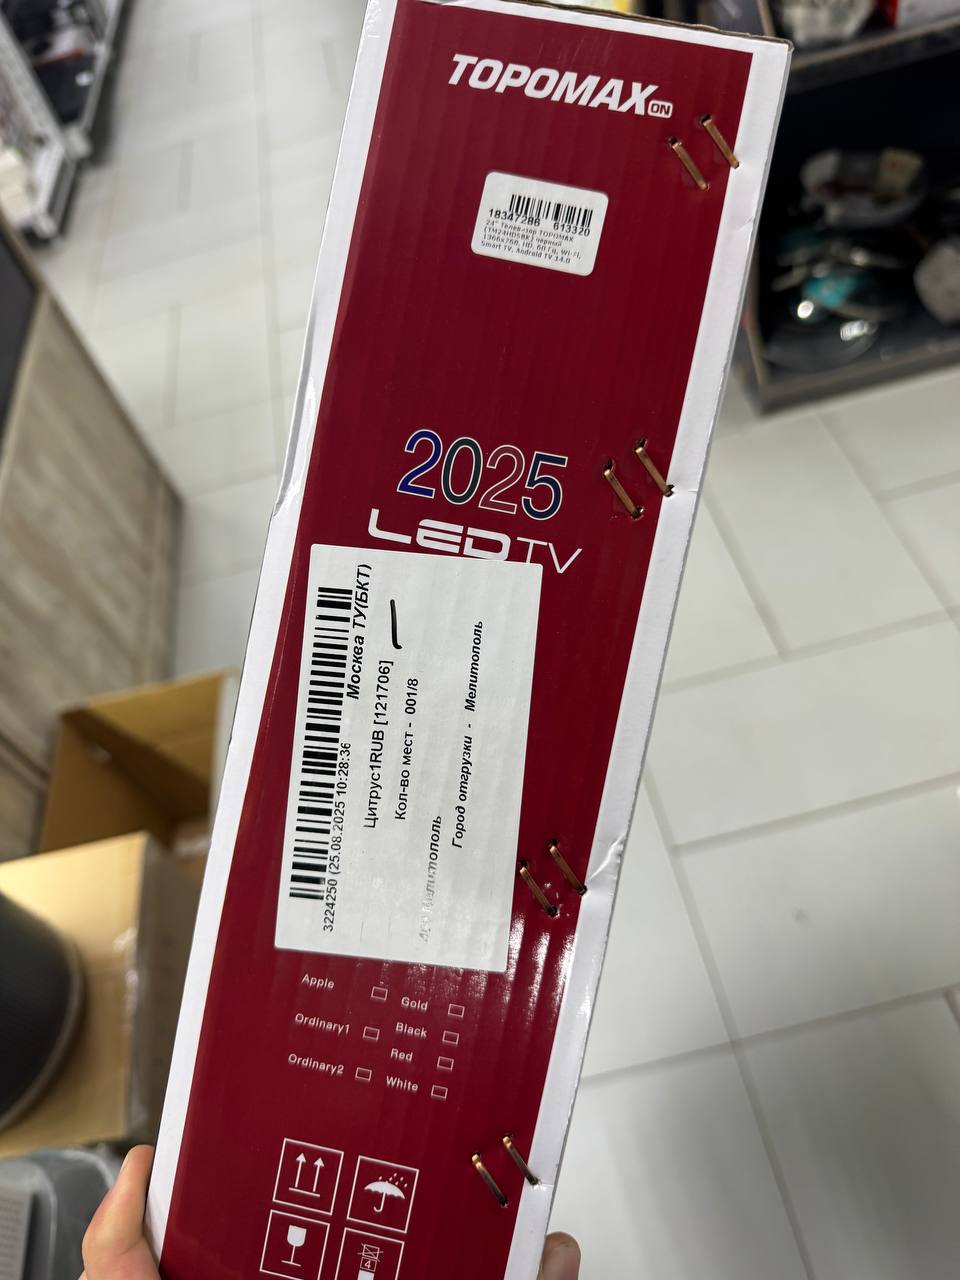 TOPOMAX ON
18347286 613320
24" Телевизор TOPOMAX
(TM24HDSBK) черный
1366x768, HD, 60 Гц, Wi-Fi,
Smart TV, Android TV 14.0
2025
LED TV
3224250 (25.08.2025 10:28:36
Москва ТУ(БКТ)
Цитрус1RUB [121706]
Кол-во мест - 001/8
Мелитополь
Город отгрузки - Мелитополь
Apple
Gold
Ordinary1
Black
Red
Ordinary2
White
4